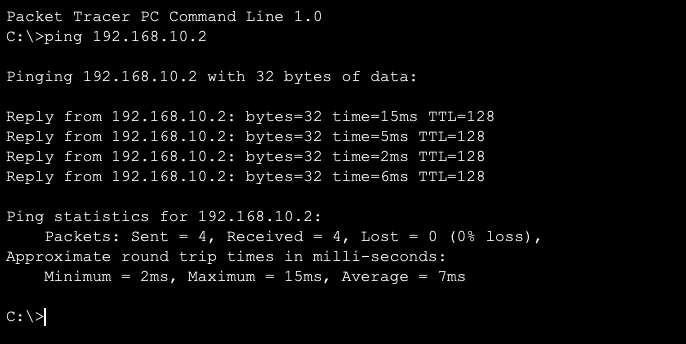 Packet Tracer PC Command Line 1.0
C:\>ping 192.168.10.2
Pinging 192.168.10.2 with 32 bytes of data:
Reply from 192.168.10.2: bytes=32 time=15ms TTL=128
Reply from 192.168.10.2: bytes=32 time=5ms TTL=128
Reply from 192.168.10.2: bytes=32 time=2ms TTL=128
Reply from 192.168.10.2: bytes=32 time=6ms TTL=128
Ping statistics for 192.168.10.2:
    Packets: Sent = 4, Received = 4, Lost = 0 (0% loss),
Approximate round trip times in milli-seconds:
    Minimum = 2ms, Maximum = 15ms, Average = 7ms
C:\>